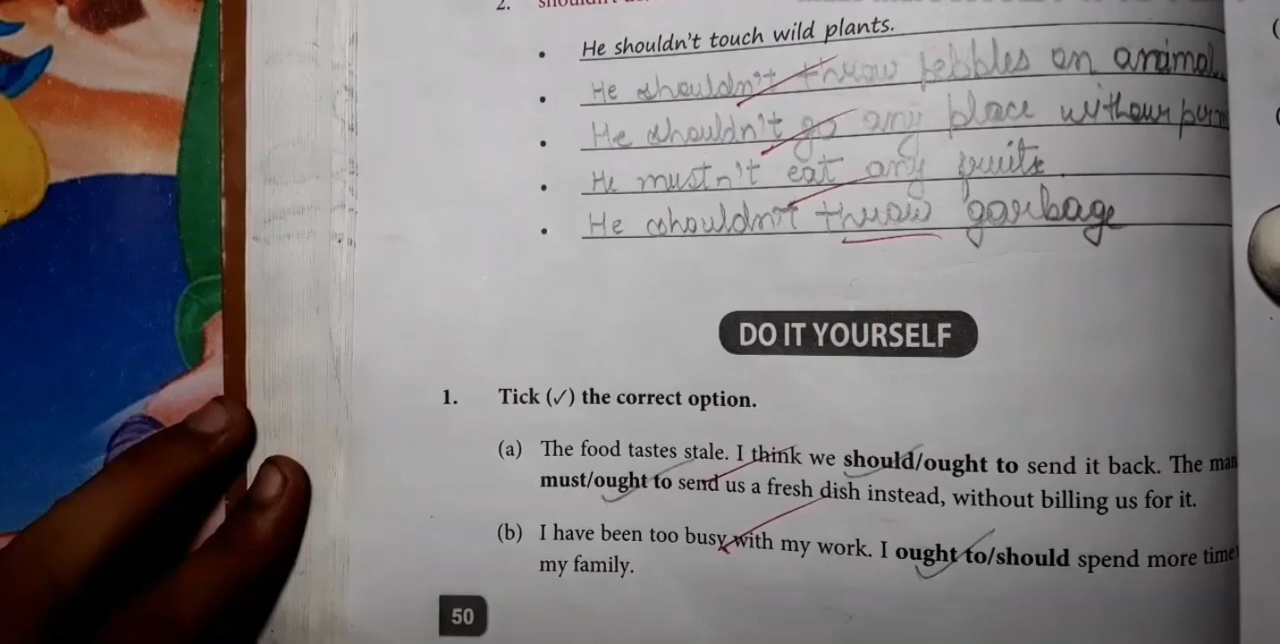 2.
• He shouldn't touch wild plants.
• He shouldn't throw pebbles on animal
• He shouldn't go any place without
• He mustn't eat any fruits
• He shouldn't throw garbage
DO IT YOURSELF
1. Tick (✓) the correct option.
(a) The food tastes stale. I think we should/ought to send it back. The
must/ought to send us a fresh dish instead, without billing us for it.
(b) I have been too busy with my work. I ought to/should spend more time
my family.
50